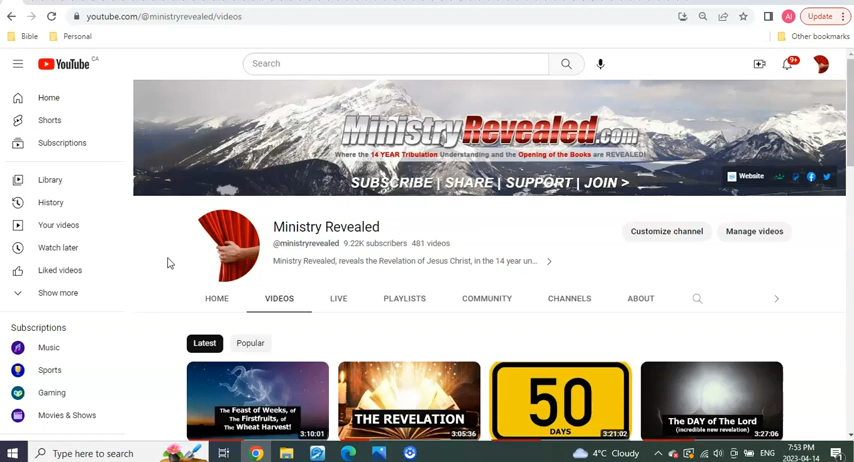 youtube.com/@ministryrevealed/videos
AI
Update
Bible
Personal
Other bookmarks
YouTube CA
Search
9+
Home
Shorts
Subscriptions
Library
History
Your videos
Watch later
Liked videos
Show more
Subscriptions
Music
Sports
Gaming
Movies & Shows
MinistryRevealed.com
Where the 14 YEAR Tribulation Understanding and the Opening of the Books are REVEALED!
SUBSCRIBE | SHARE | SUPPORT | JOIN >
Website
Ministry Revealed
@ministryrevealed 9.22K subscribers 481 videos
Ministry Revealed, reveals the Revelation of Jesus Christ, in the 14 year un...
Customize channel
Manage videos
HOME VIDEOS LIVE PLAYLISTS COMMUNITY CHANNELS ABOUT
Latest
Popular
The Feast of Weeks, of
The Firstfruits, of
The Wheat Harvest!
3:10:01
THE REVELATION
3:05:36
50
DAYS
3:21:02
The DAY of The Lord
(incredible new revelation)
3:27:06
Type here to search
4°C Cloudy
ENG
7:53 PM
2023-04-14